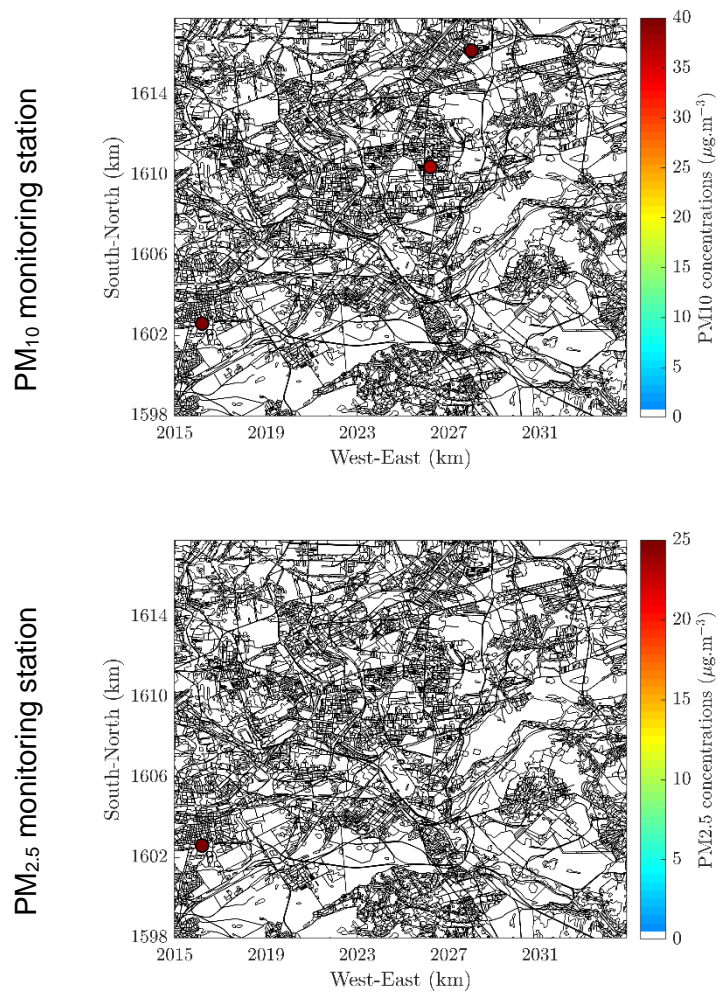 PM₁₀ monitoring station
South-North (km)
1614
1610
1606
1602
1598
2015 2019 2023 2027 2031
West-East (km)
40
35
30
25
20
15
10
5
0
PM10 concentrations (μg.m⁻³)
PM₂.₅ monitoring station
South-North (km)
1614
1610
1606
1602
1598
2015 2019 2023 2027 2031
West-East (km)
25
20
15
10
5
0
PM2.5 concentrations (μg.m⁻³)